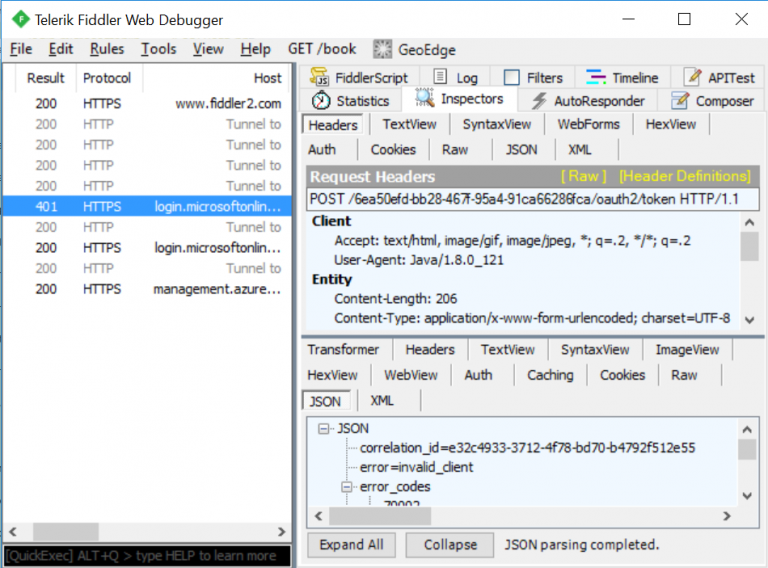 Telerik Fiddler Web Debugger
File Edit Rules Tools View Help GET /book GeoEdge
Result Protocol Host
200 HTTPS www.fiddler2.com
200 HTTP Tunnel to
200 HTTP Tunnel to
200 HTTP Tunnel to
200 HTTP Tunnel to
401 HTTPS login.microsoftonlin...
200 HTTP Tunnel to
200 HTTPS login.microsoftonlin...
200 HTTP Tunnel to
200 HTTPS management.azure...
[QuickExec] ALT+Q > type HELP to learn more
FiddlerScript Log Filters Timeline APITest
Statistics Inspectors AutoResponder Composer
Headers TextView SyntaxView WebForms HexView
Auth Cookies Raw JSON XML
Request Headers [ Raw ] [Header Definitions]
POST /6ea50efd-bb28-467f-95a4-91ca66286fca/oauth2/token HTTP/1.1
Client
Accept: text/html, image/gif, image/jpeg, *; q=.2, */*; q=.2
User-Agent: Java/1.8.0_121
Entity
Content-Length: 206
Content-Type: application/x-www-form-urlencoded; charset=UTF-8
Transformer Headers TextView SyntaxView ImageView
HexView WebView Auth Caching Cookies Raw
JSON XML
JSON
correlation_id=e32c4933-3712-4f78-bd70-b4792f512e55
error=invalid_client
error_codes
Expand All Collapse JSON parsing completed.